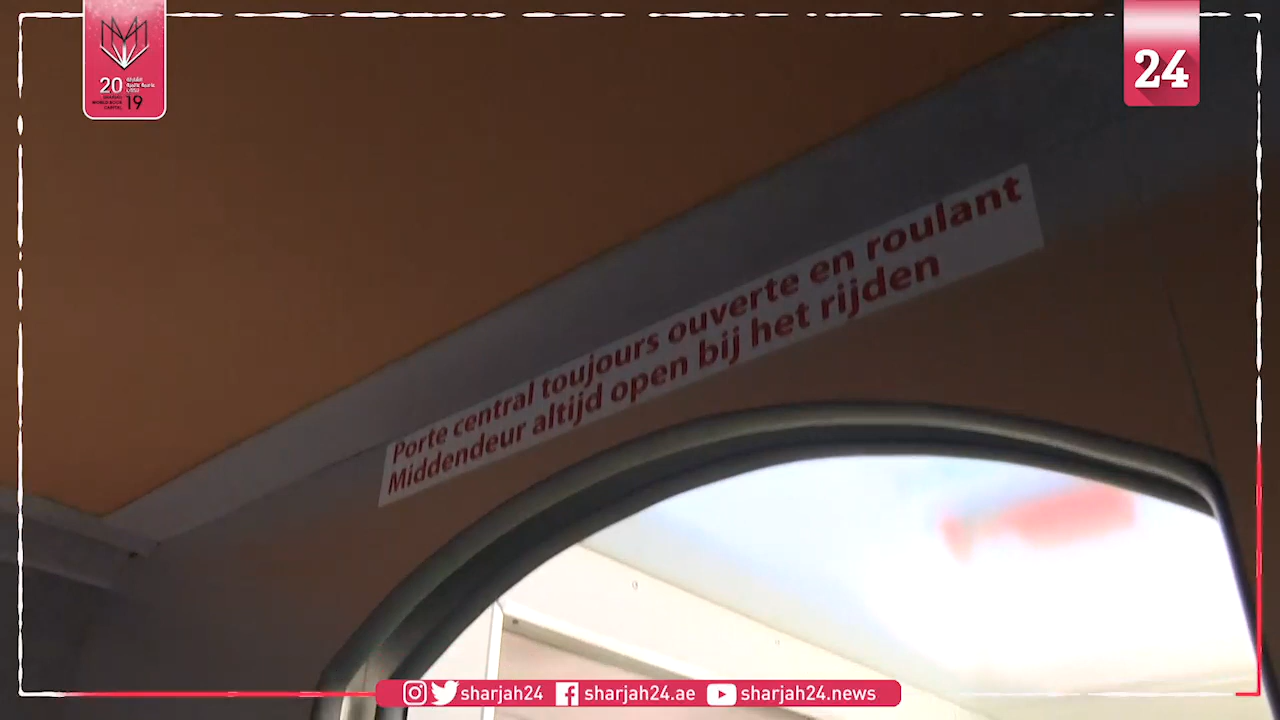 20
19
24
Porte central toujours ouverte en roulant
Middendeur altijd open bij het rijden
sharjah24
sharjah24.ae
sharjah24.news